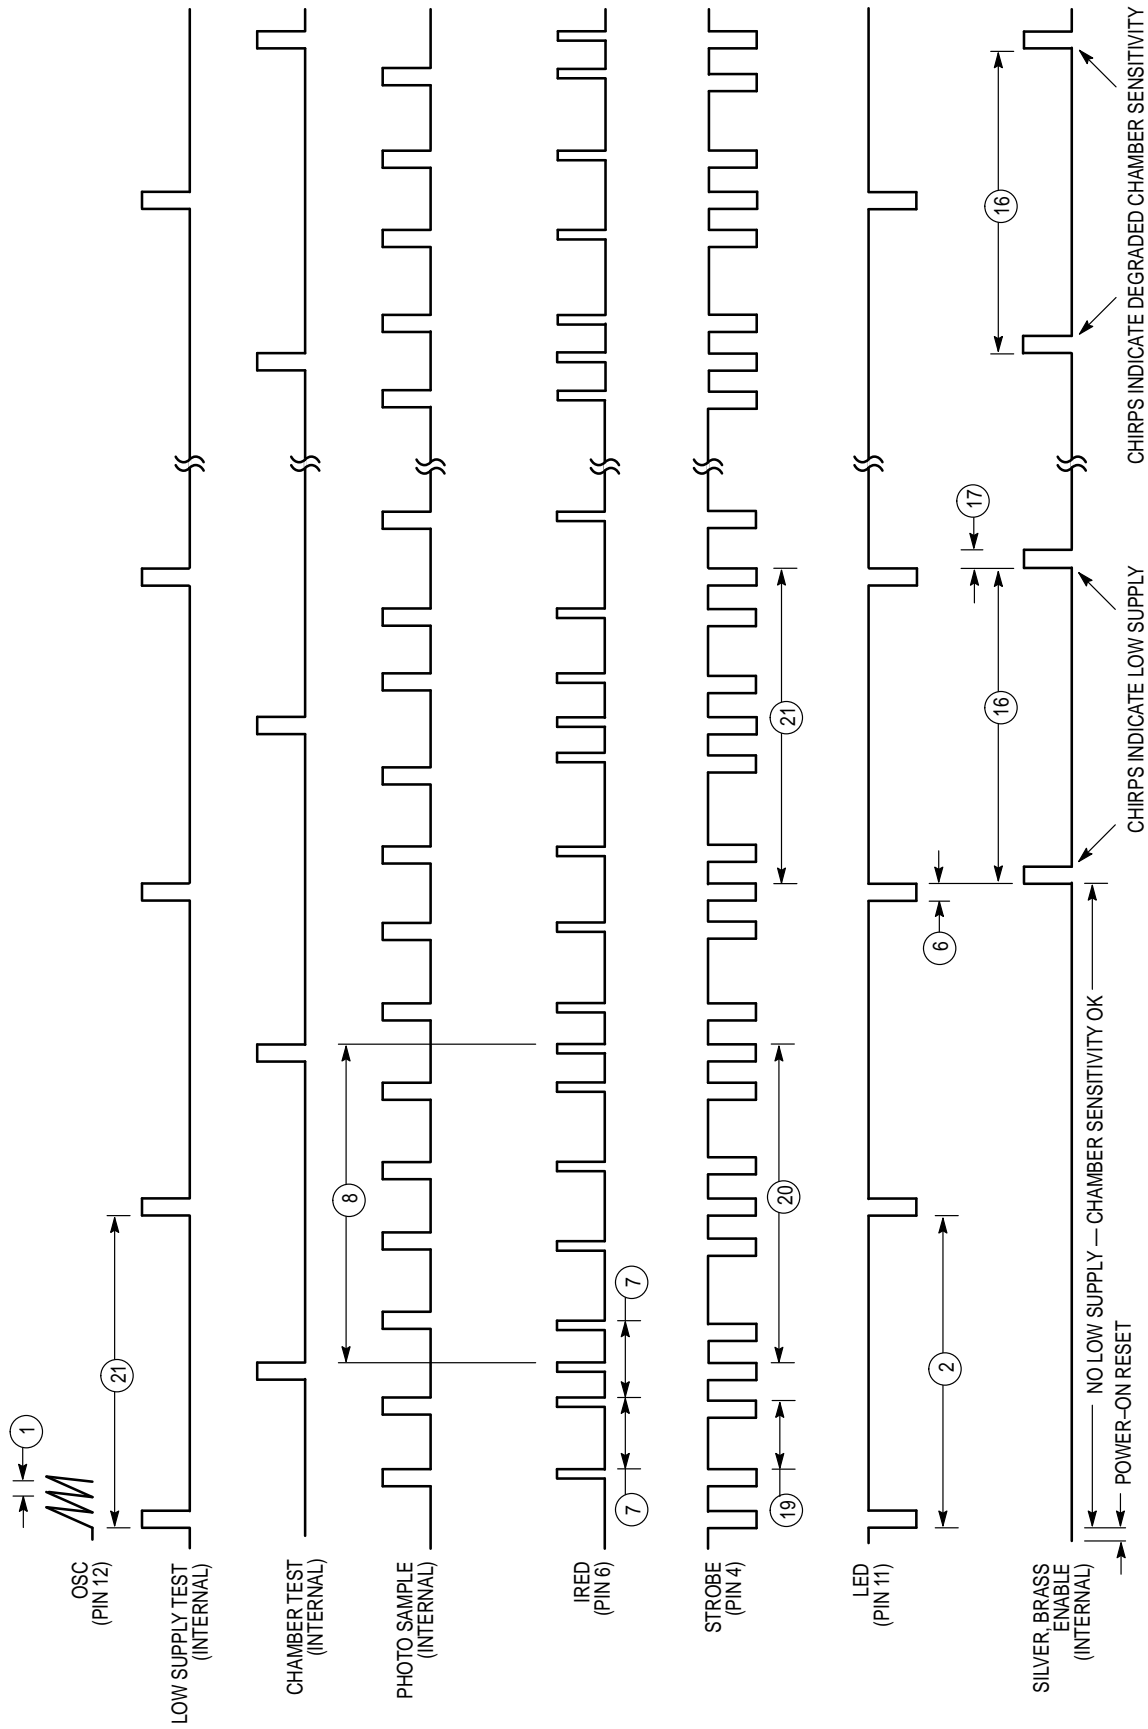 OSC
(PIN 12)
1
LOW SUPPLY TEST
(INTERNAL)
21
CHAMBER TEST
(INTERNAL)
8
PHOTO SAMPLE
(INTERNAL)
IRED
(PIN 6)
7
7
STROBE
(PIN 4)
19
20
21
LED
(PIN 11)
2
6
16
17
16
SILVER, BRASS
ENABLE
(INTERNAL)
NO LOW SUPPLY — CHAMBER SENSITIVITY OK
POWER–ON RESET
CHIRPS INDICATE LOW SUPPLY
CHIRPS INDICATE DEGRADED CHAMBER SENSITIVITY